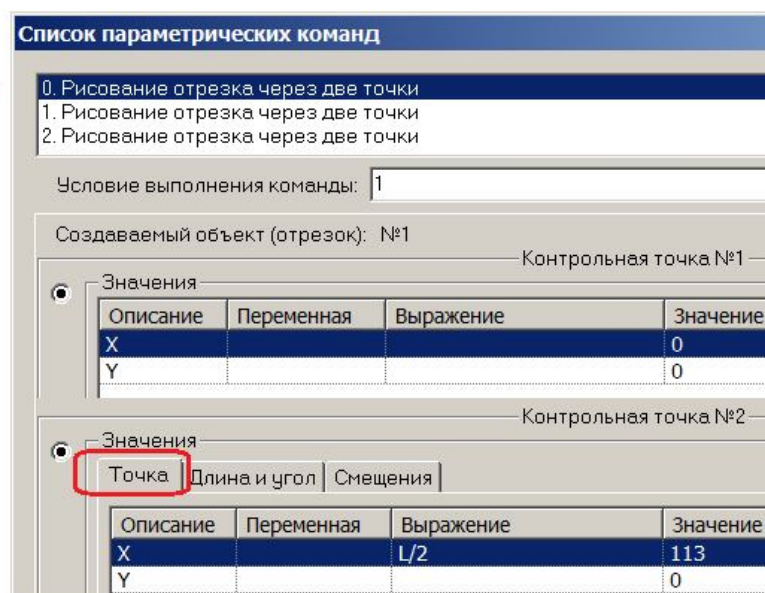 Список параметрических команд
0. Рисование отрезка через две точки
1. Рисование отрезка через две точки
2. Рисование отрезка через две точки
Условие выполнения команды: 1
Создаваемый объект (отрезок): №1
Контрольная точка №1
Значения
Описание Переменная Выражение Значение
X 0
Y 0
Контрольная точка №2
Значения
Точка Длина и угол Смещения
Описание Переменная Выражение Значение
X L/2 113
Y 0